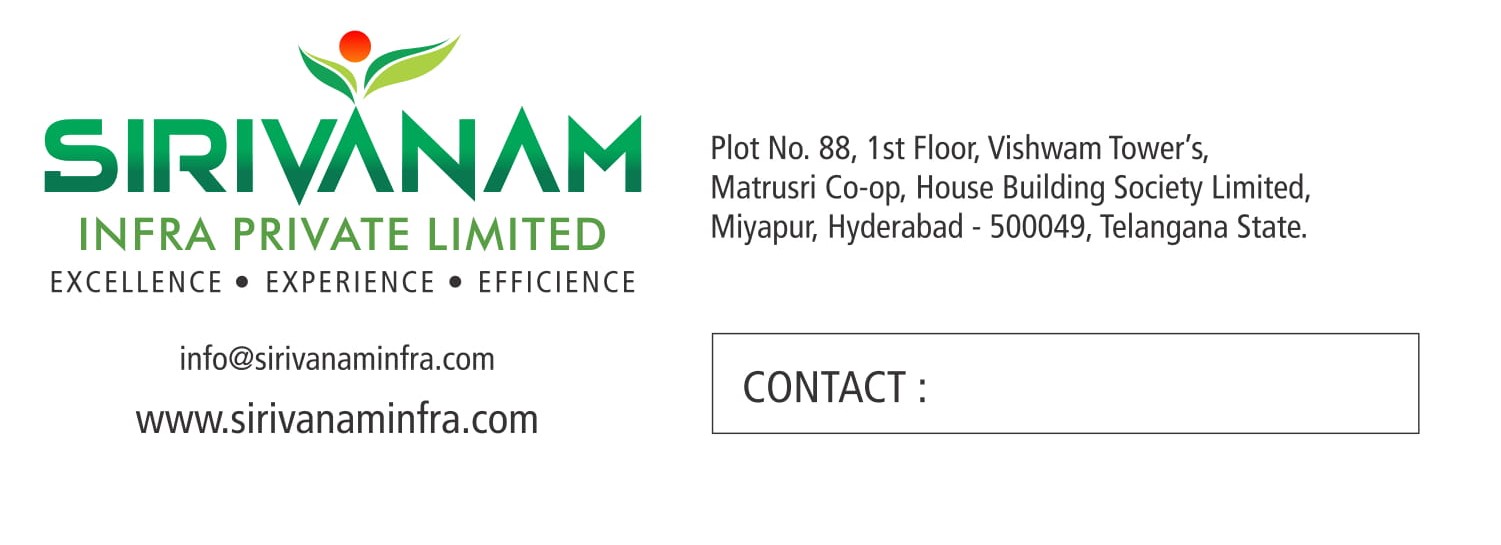 SIRIVANAM
INFRA PRIVATE LIMITED
EXCELLENCE • EXPERIENCE • EFFICIENCE
info@sirivanaminfra.com
www.sirivanaminfra.com
Plot No. 88, 1st Floor, Vishwam Tower’s,
Matrusri Co-op, House Building Society Limited,
Miyapur, Hyderabad - 500049, Telangana State.
CONTACT :